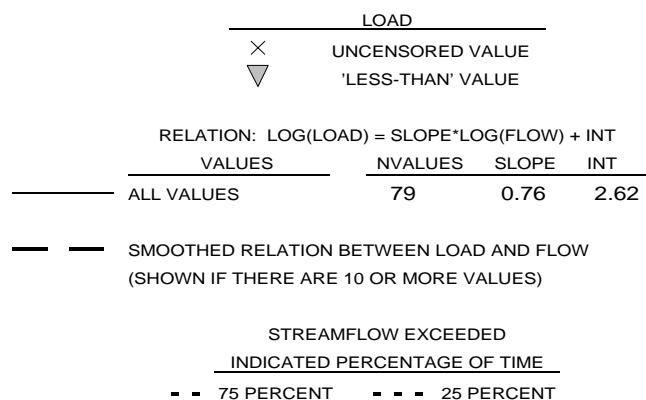 LOAD
UNCENSORED VALUE
'LESS-THAN' VALUE
RELATION: LOG(LOAD) = SLOPE*LOG(FLOW) + INT
VALUES NVALUES SLOPE INT
ALL VALUES 79 0.76 2.62
SMOOTHED RELATION BETWEEN LOAD AND FLOW
(SHOWN IF THERE ARE 10 OR MORE VALUES)
STREAMFLOW EXCEEDED
INDICATED PERCENTAGE OF TIME
75 PERCENT 25 PERCENT